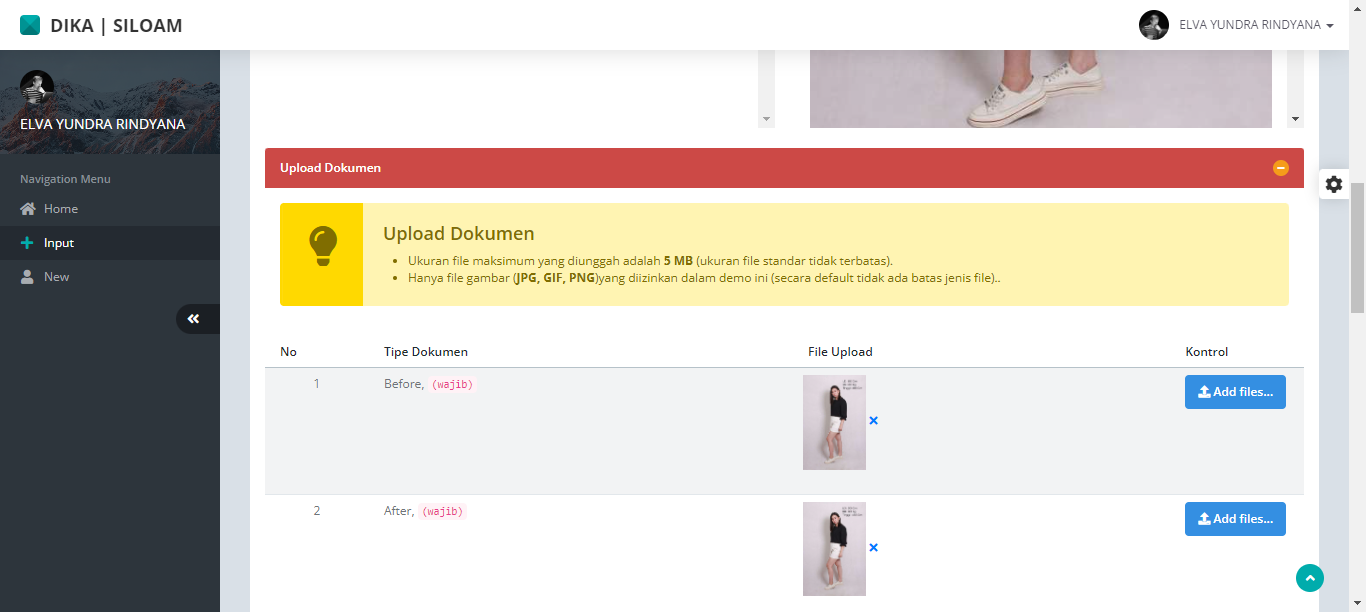 DIKA | SILOAM
ELVA YUNDRA RINDYANA
ELVA YUNDRA RINDYANA
Navigation Menu
Home
Input
New
Upload Dokumen
Upload Dokumen
Ukuran file maksimum yang diunggah adalah 5 MB (ukuran file standar tidak terbatas).
Hanya file gambar (JPG, GIF, PNG)yang diizinkan dalam demo ini (secara default tidak ada batas jenis file)..
No Tipe Dokumen File Upload Kontrol
1 Before, (wajib) Add files...
2 After, (wajib) Add files...